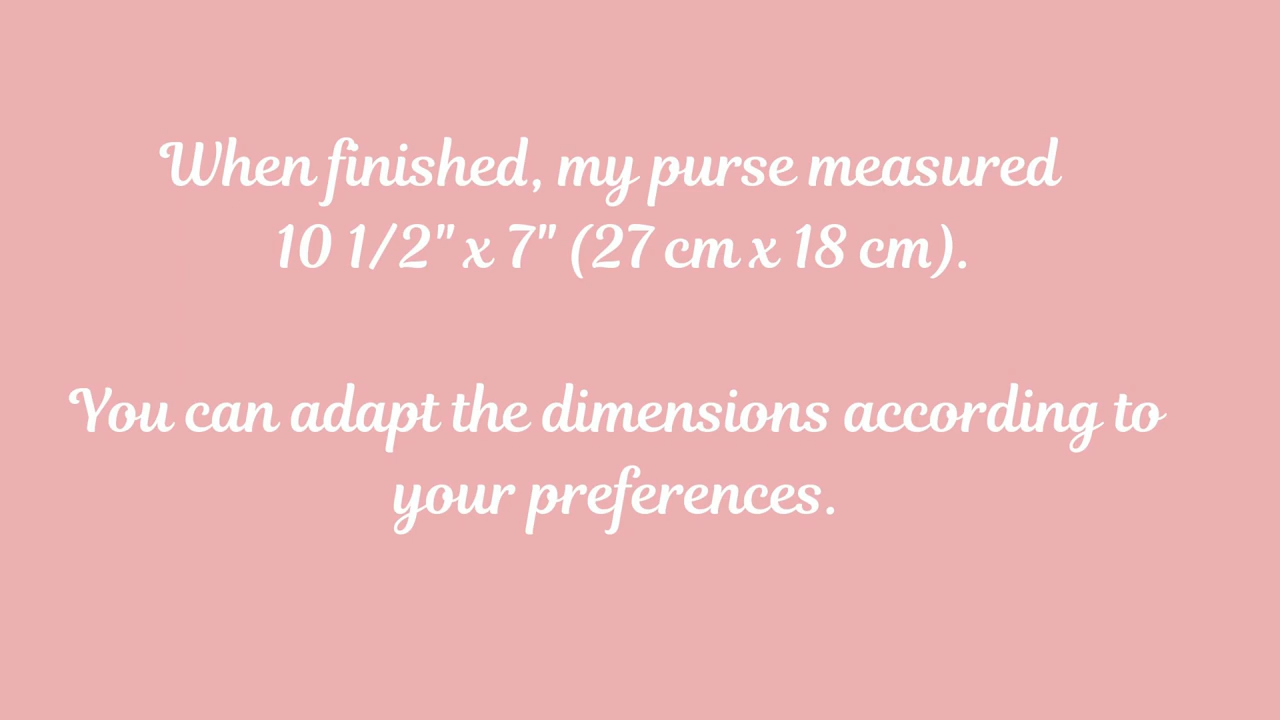 When finished, my purse measured
10 1/2" x 7" (27 cm x 18 cm).
You can adapt the dimensions according to
your preferences.